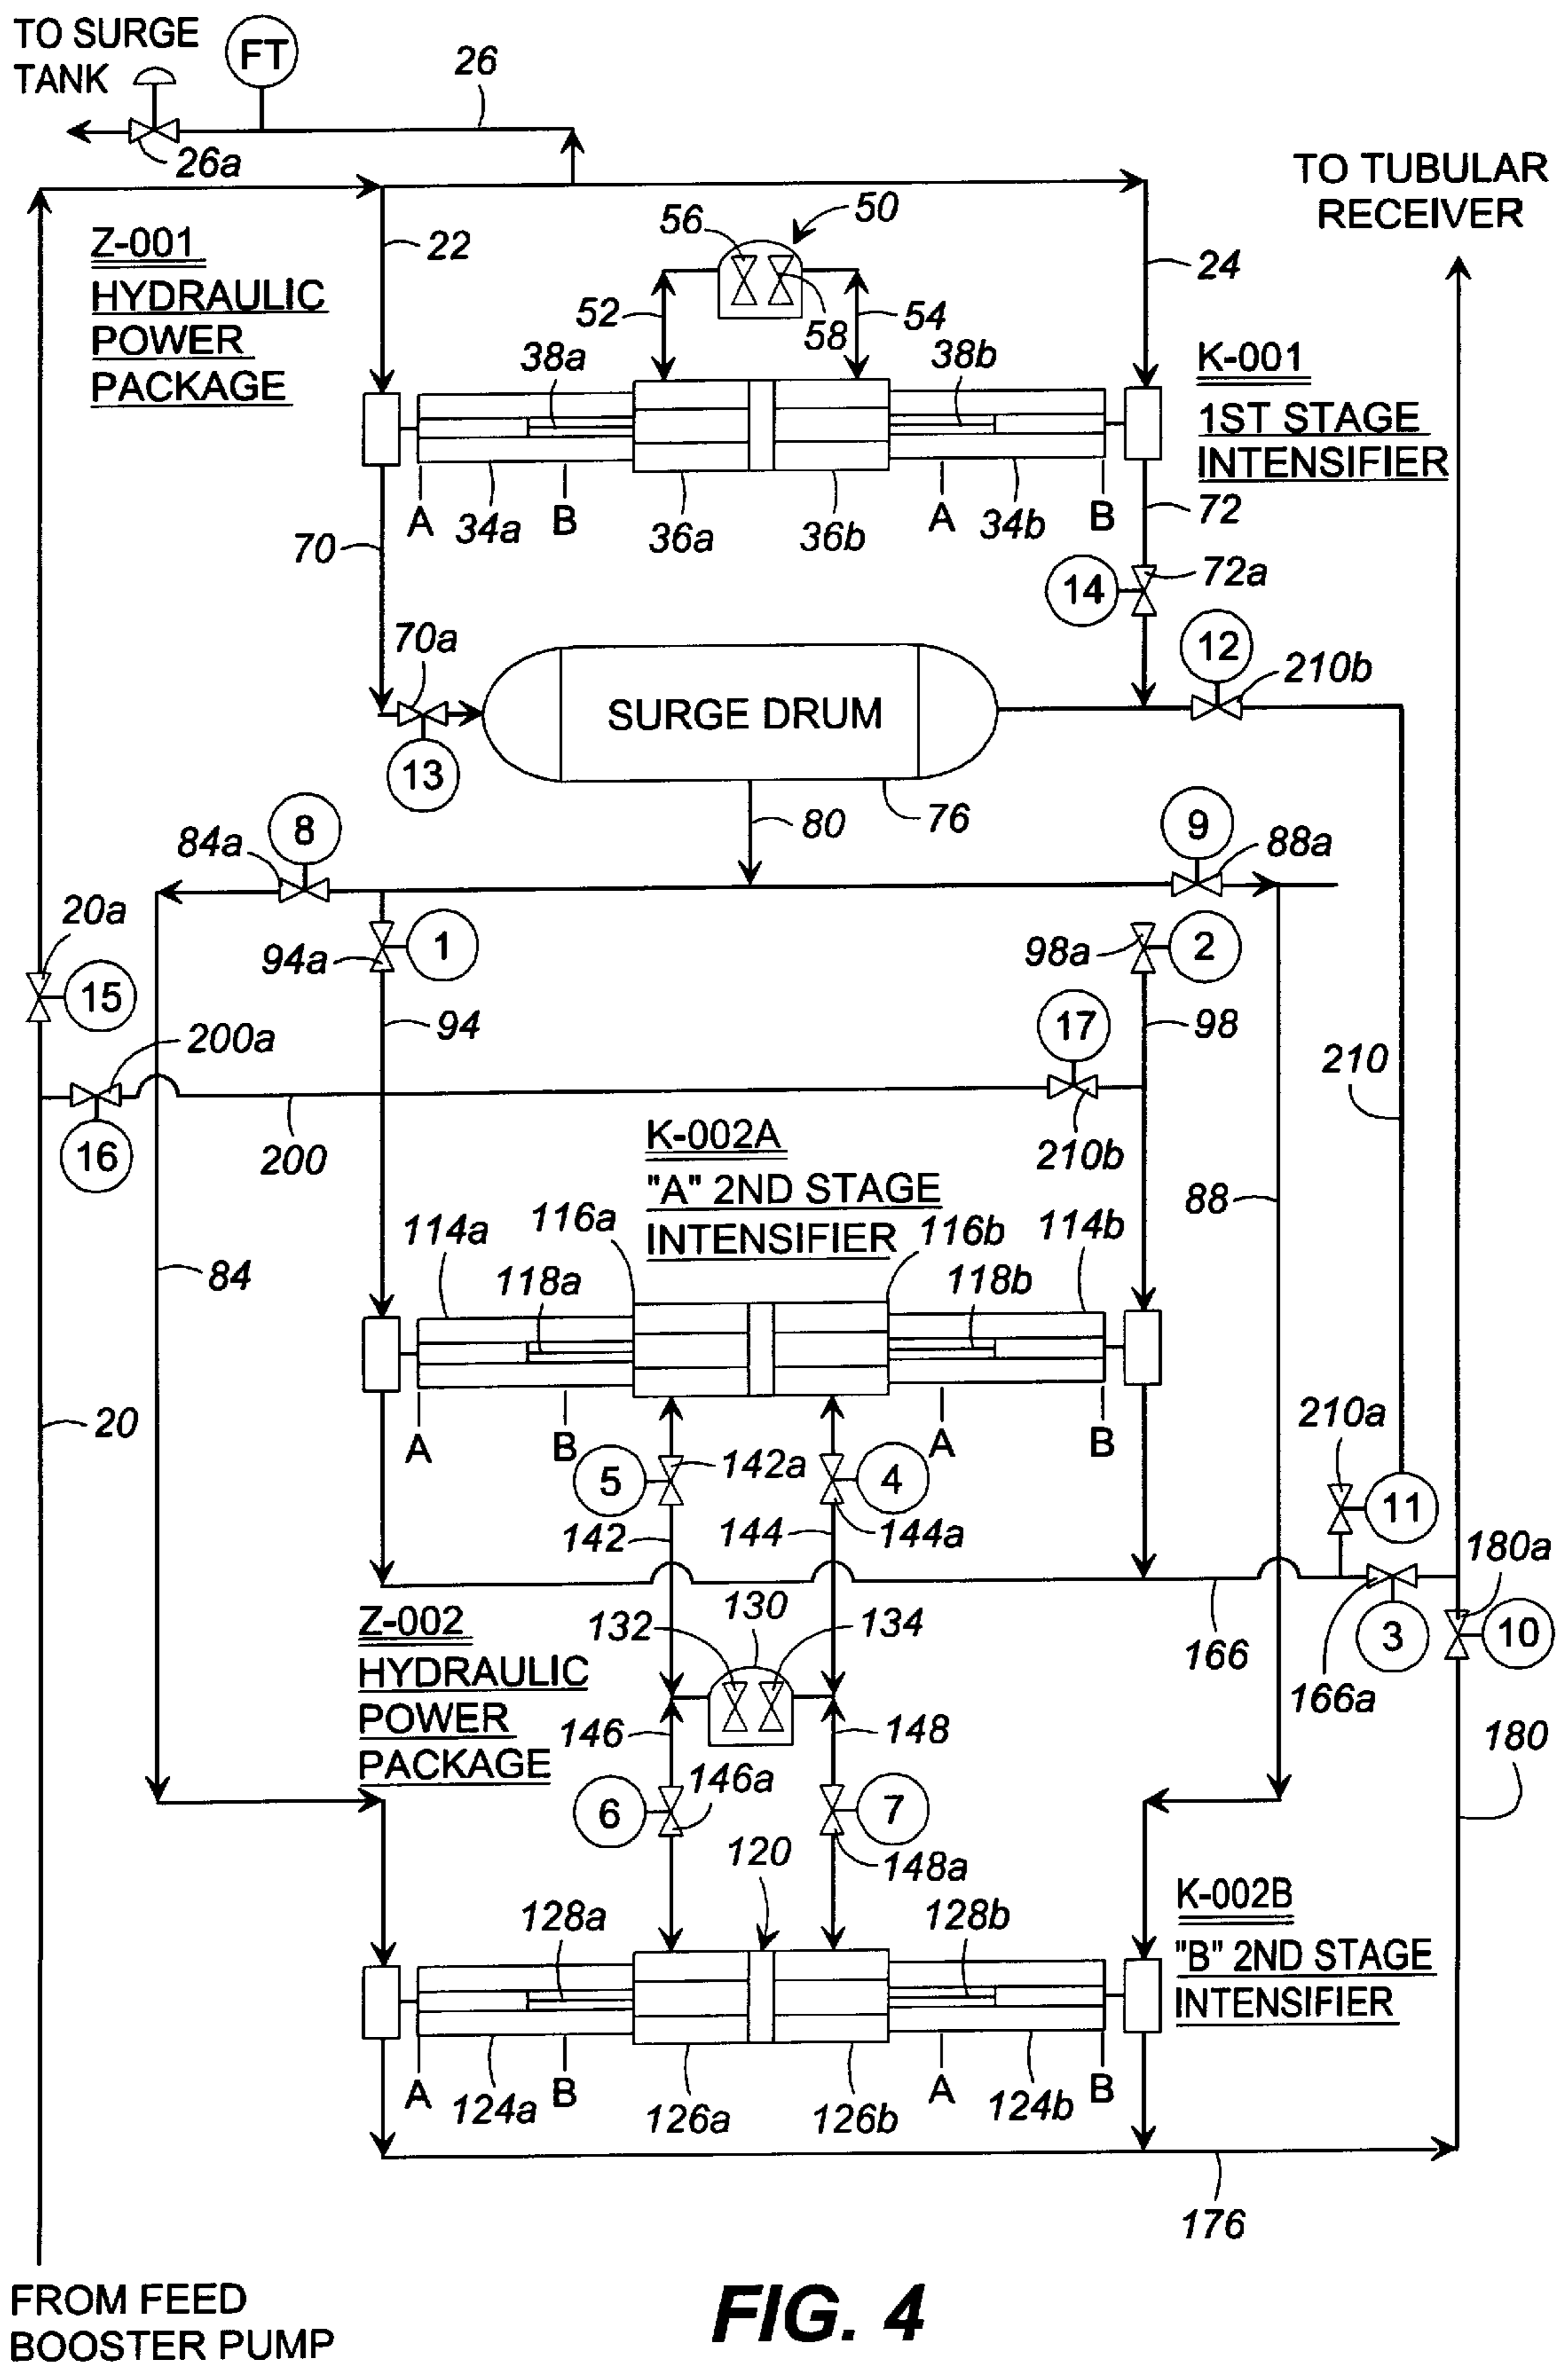 TO SURGE
TANK
FT
26
26a
TO TUBULAR
RECEIVER
Z-001
HYDRAULIC
POWER
PACKAGE
22
56
50
24
52
58
54
38a
38b
K-001
1ST STAGE
INTENSIFIER
A
34a
B
36a
36b
A
34b
B
70
72
14
72a
12
210b
70a
SURGE DRUM
13
8
84a
80
76
9
88a
20a
94a
1
98a
2
15
94
17
98
200a
210
16
200
K-002A
"A" 2ND STAGE
INTENSIFIER
210b
88
114a
116a
116b
114b
84
118a
118b
20
A
B
A
B
210a
5
142a
4
11
142
144
144a
180a
130
132
134
166
3
10
166a
Z-002
HYDRAULIC
POWER
PACKAGE
146
148
180
6
146a
7
120
148a
128a
128b
K-002B
"B" 2ND STAGE
INTENSIFIER
A
124a
B
126a
126b
A
124b
B
176
FROM FEED
BOOSTER PUMP
FIG. 4